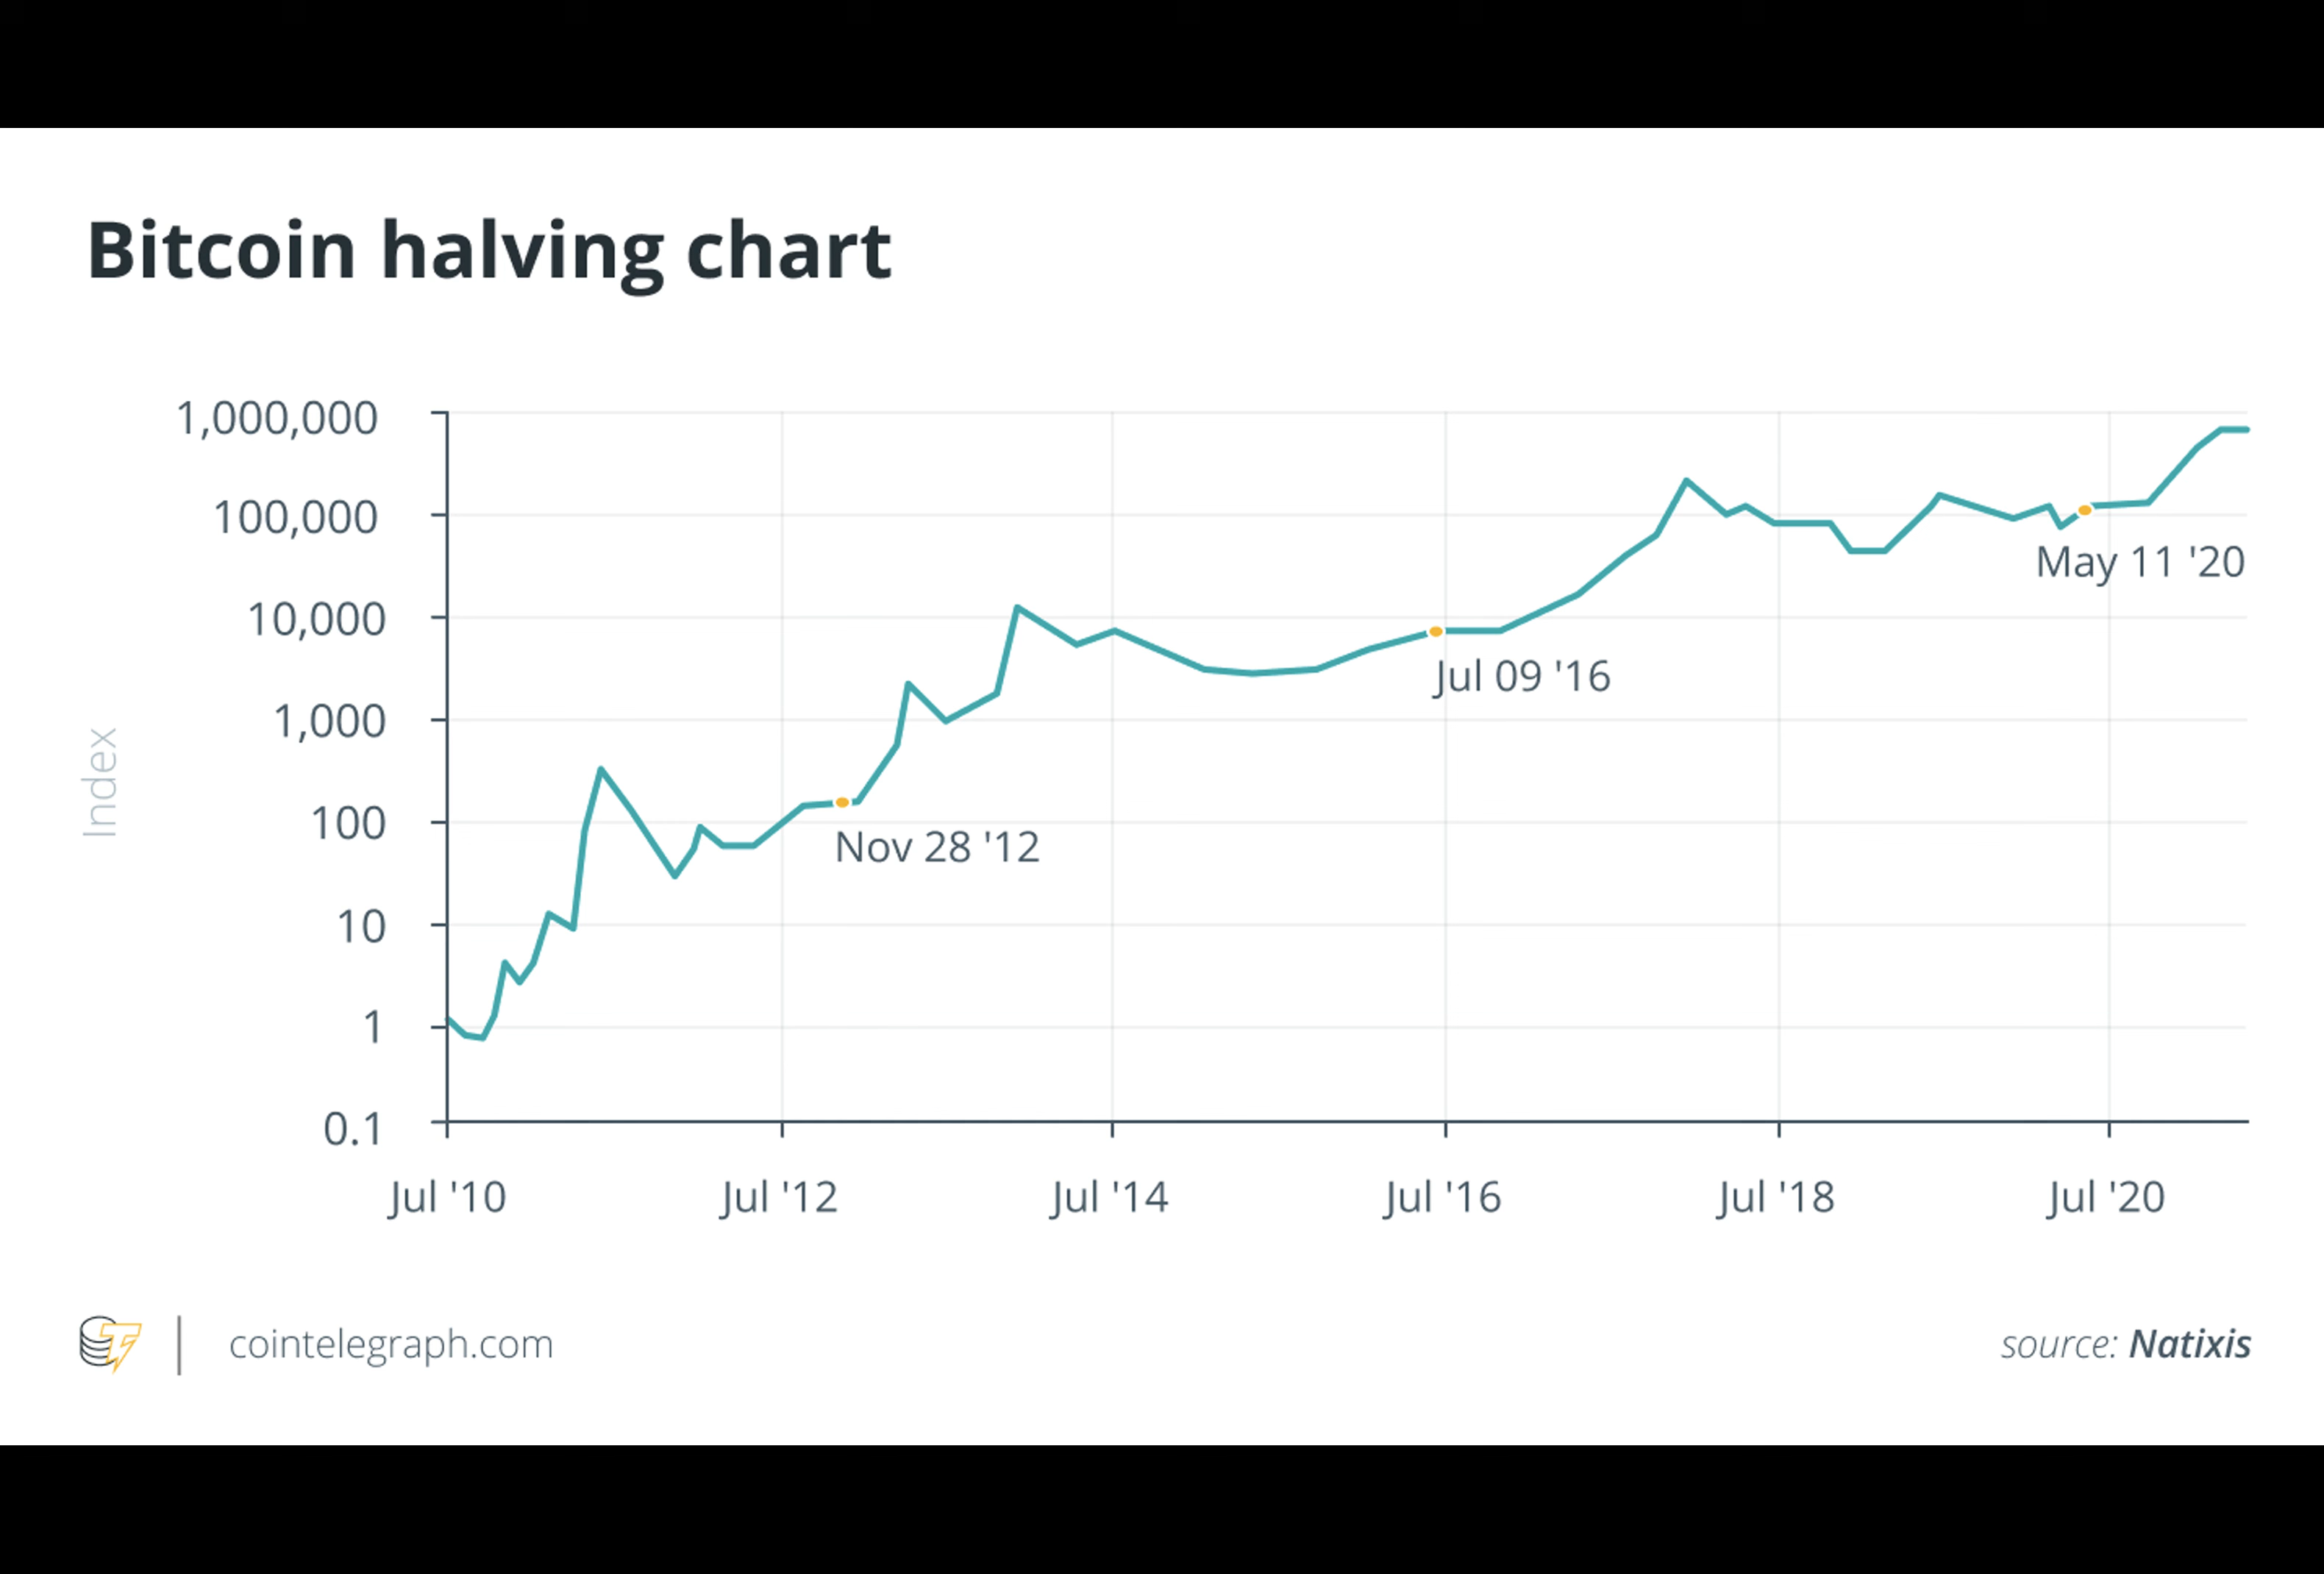 Bitcoin halving chart
Index
1,000,000
100,000
10,000
1,000
100
10
1
0.1
May 11 '20
Jul 09 '16
Nov 28 '12
Jul '10
Jul '12
Jul '14
Jul '16
Jul '18
Jul '20
cointelegraph.com
source: Natixis